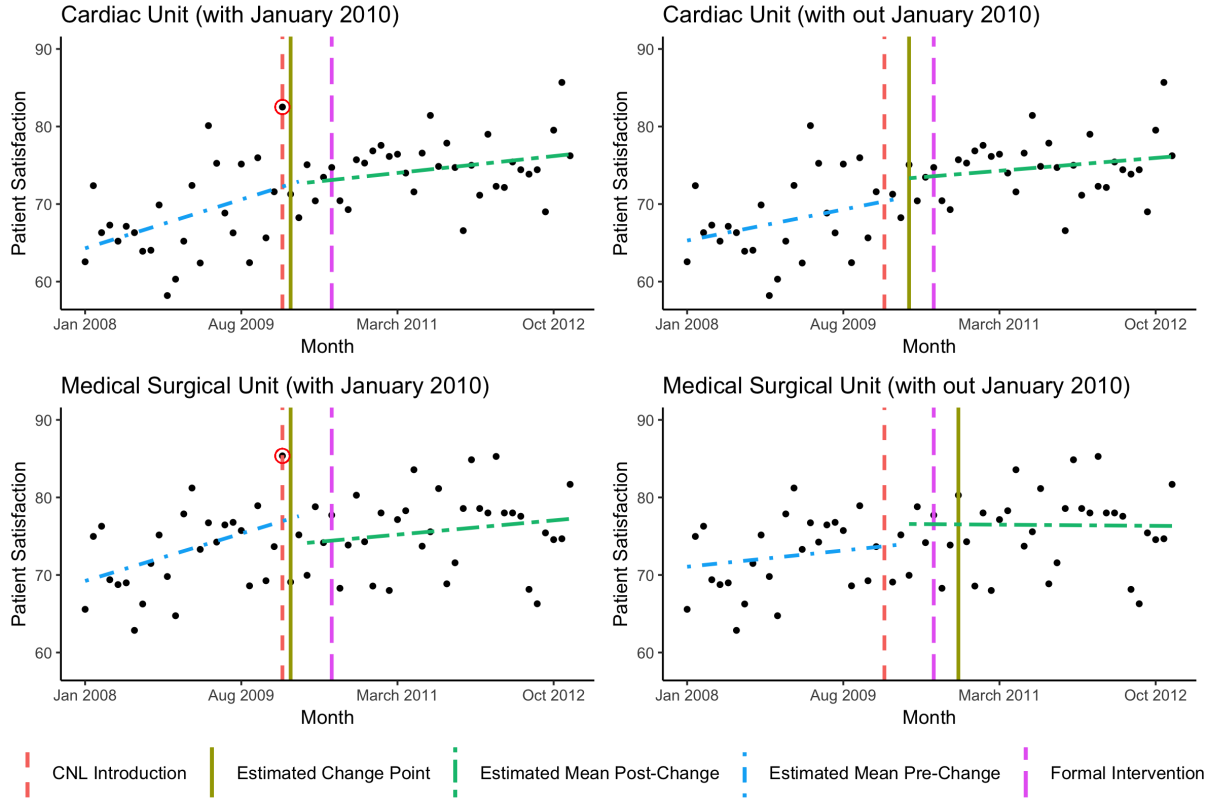 Cardiac Unit (with January 2010)
Cardiac Unit (with out January 2010)
Patient Satisfaction
90
80
70
60
Jan 2008 Aug 2009 March 2011 Oct 2012
Month
Patient Satisfaction
90
80
70
60
Jan 2008 Aug 2009 March 2011 Oct 2012
Month
Medical Surgical Unit (with January 2010)
Medical Surgical Unit (with out January 2010)
Patient Satisfaction
90
80
70
60
Jan 2008 Aug 2009 March 2011 Oct 2012
Month
Patient Satisfaction
90
80
70
60
Jan 2008 Aug 2009 March 2011 Oct 2012
Month
CNL Introduction Estimated Change Point Estimated Mean Post-Change Estimated Mean Pre-Change Formal Intervention